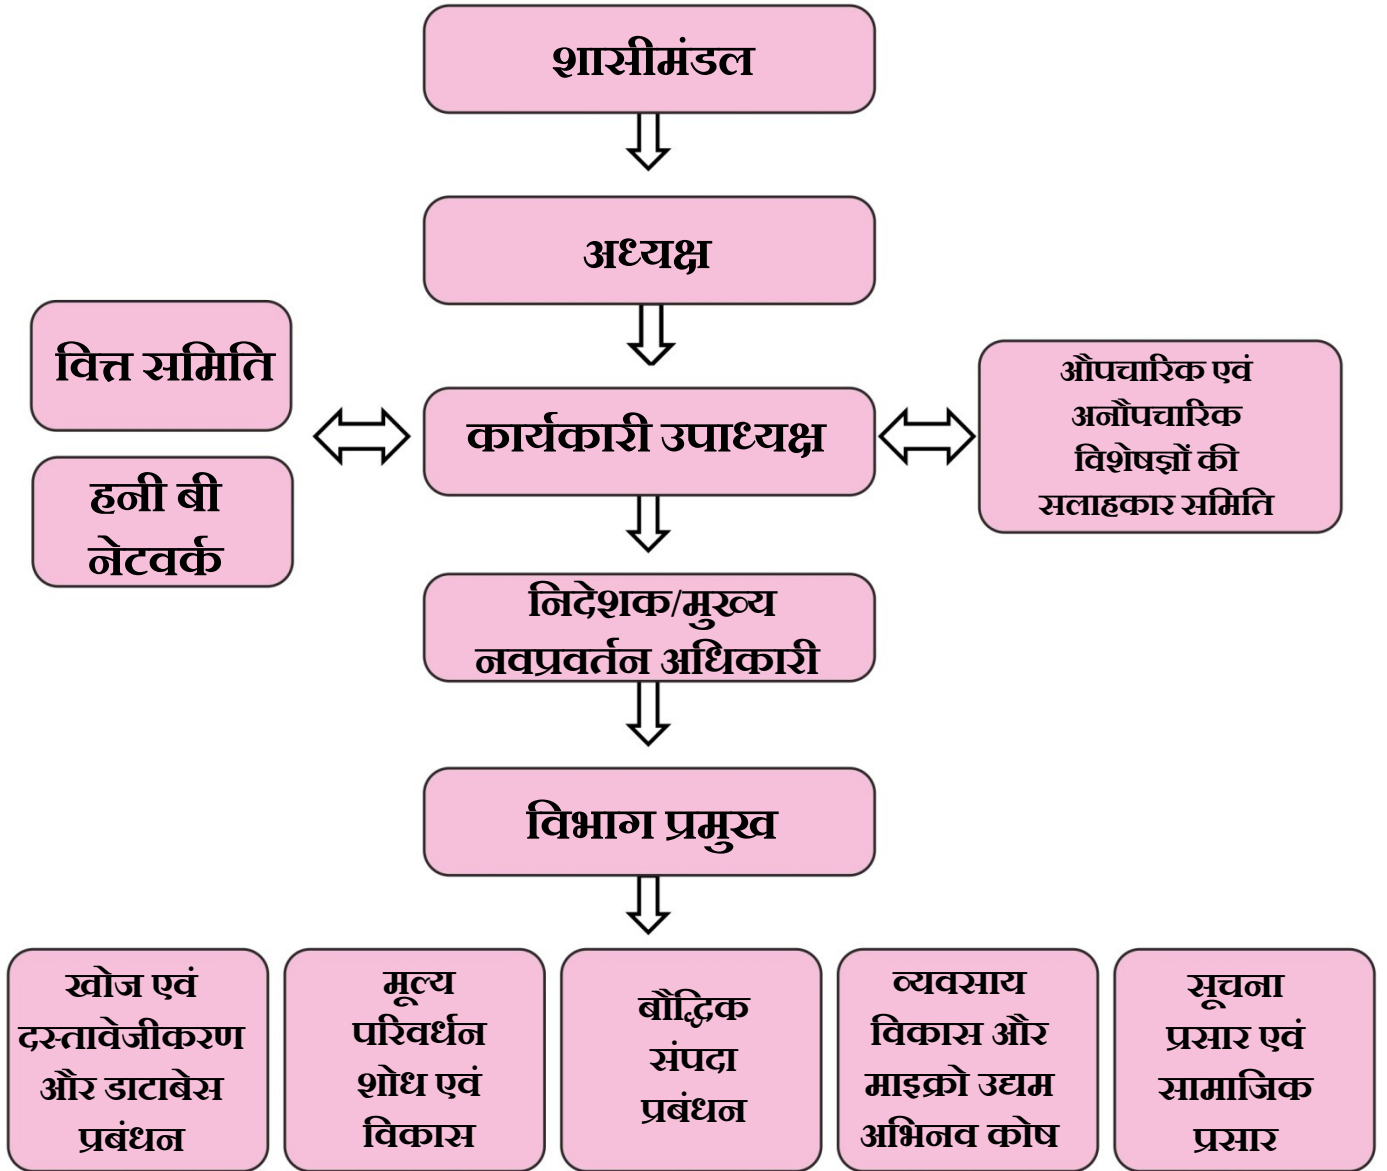 शासीमंडल
अध्यक्ष
वित्त समिति
हनी बी
नेटवर्क
कार्यकारी उपाध्यक्ष
औपचारिक एवं
अनौपचारिक
विशेषज्ञों की
सलाहकार समिति
निदेशक/मुख्य
नवप्रवर्तन अधिकारी
विभाग प्रमुख
खोज एवं
दस्तावेजीकरण
और डाटाबेस
प्रबंधन
मूल्य
परिवर्धन
शोध एवं
विकास
बौद्धिक
संपदा
प्रबंधन
व्यवसाय
विकास और
माइक्रो उद्यम
अभिनव कोष
सूचना
प्रसार एवं
सामाजिक
प्रसार